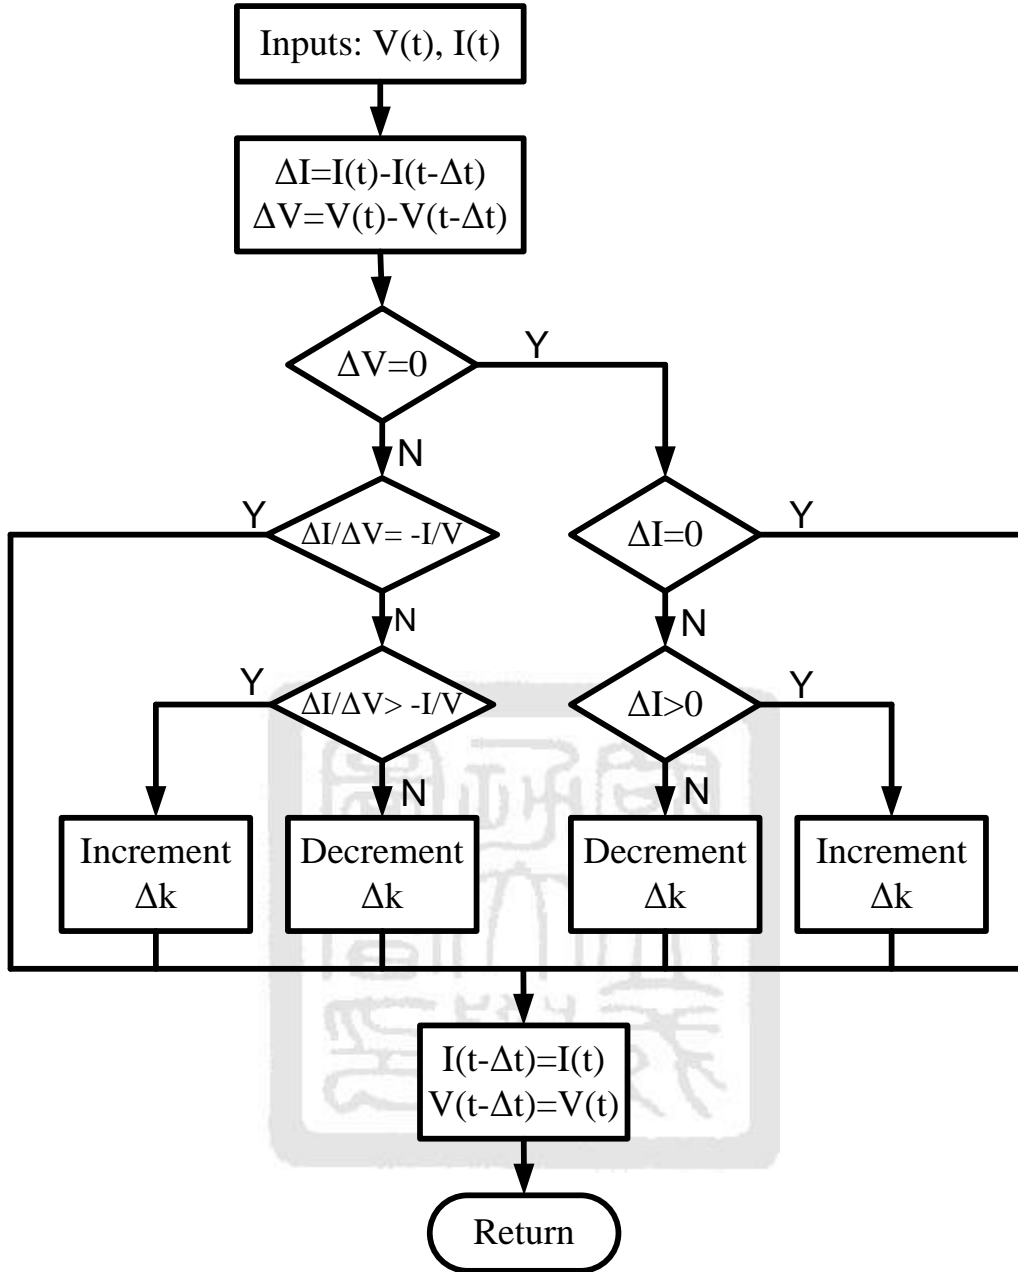 Inputs: V(t), I(t)
ΔI=I(t)-I(t-Δt)
ΔV=V(t)-V(t-Δt)
ΔV=0
Y
N
ΔI/ΔV= -I/V
Y
N
ΔI=0
Y
N
ΔI/ΔV> -I/V
Y
N
ΔI>0
Y
N
Increment
Δk
Decrement
Δk
Decrement
Δk
Increment
Δk
I(t-Δt)=I(t)
V(t-Δt)=V(t)
Return